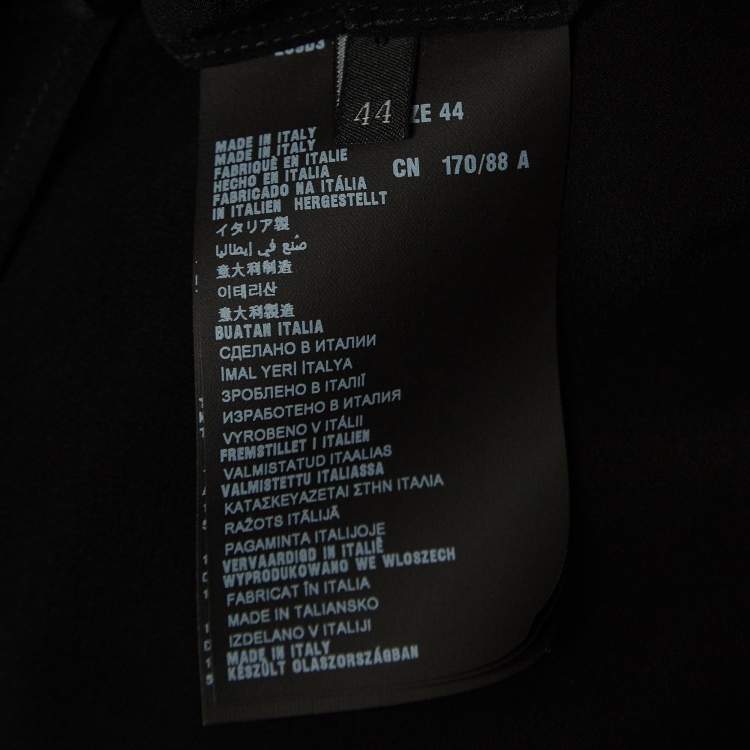 44
ZE 44
MADE IN ITALY
MADE IN ITALY
FABRIQUÉ EN ITALIE
HECHO EN ITALIA
CN 170/88 A
FABRICADO NA ITÁLIA
IN ITALIEN HERGESTELLT
イタリア製
صُنع في إيطاليا
意大利制造
이테리산
意大利製造
BUATAN ITALIA
СДЕЛАНО В ИТАЛИИ
İMAL YERİ İTALYA
ЗРОБЛЕНО В ІТАЛІЇ
ИЗРАБОТЕНО В ИТАЛИЯ
VYROBENO V ITÁLII
FREMSTILLET I ITALIEN
VALMISTATUD ITAALIAS
VALMISTETTU ITALIASSA
ΚΑΤΑΣΚΕΥΑΖΕΤΑΙ ΣΤΗΝ ΙΤΑΛΙΑ
RAŽOTS ITĀLIJĀ
PAGAMINTA ITALIJOJE
VERVAARDIGD IN ITALIË
WYPRODUKOWANO WE WLOSZECH
FABRICAT ÎN ITALIA
MADE IN TALIANSKO
IZDELANO V ITALIJI
MADE IN ITALY
KÉSZÜLT OLASZORSZÁGBAN